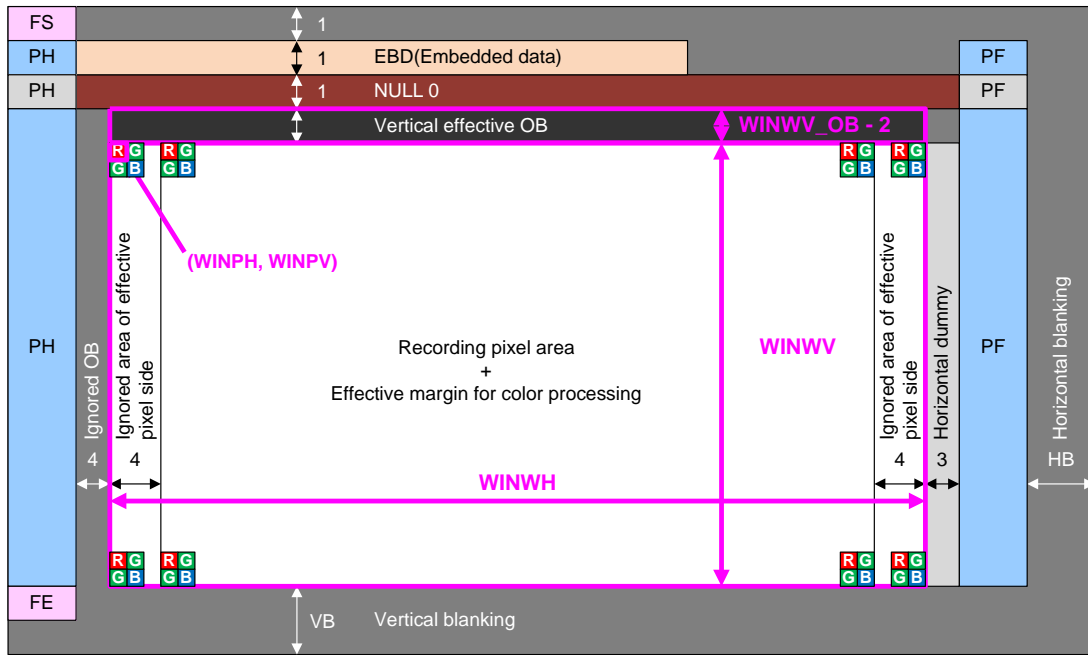 FS
1
PH
1
EBD(Embedded data)
PF
PH
1
NULL 0
PF
Vertical effective OB
WINWV_OB - 2
R G R G R G R G
G B G B G B G B
(WINPH, WINPV)
PH
Ignored OB
4
Ignored area of effective
pixel side
4
Recording pixel area
+
Effective margin for color processing
WINWV
WINWH
Ignored area of effective
pixel side
4
Horizontal dummy
3
PF
Horizontal blanking
HB
R G R G R G R G
G B G B G B G B
FE
VB
Vertical blanking